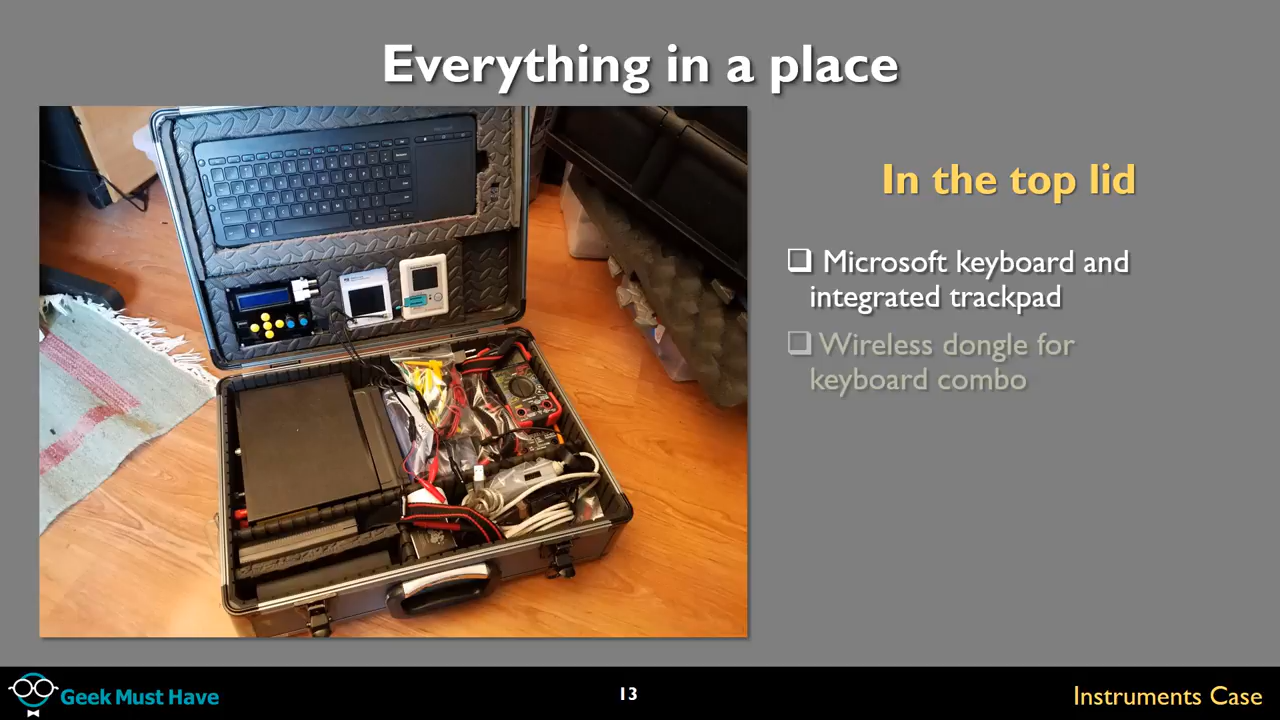 Everything in a place
In the top lid
❑ Microsoft keyboard and
integrated trackpad
❑ Wireless dongle for
keyboard combo
Geek Must Have
13
Instruments Case